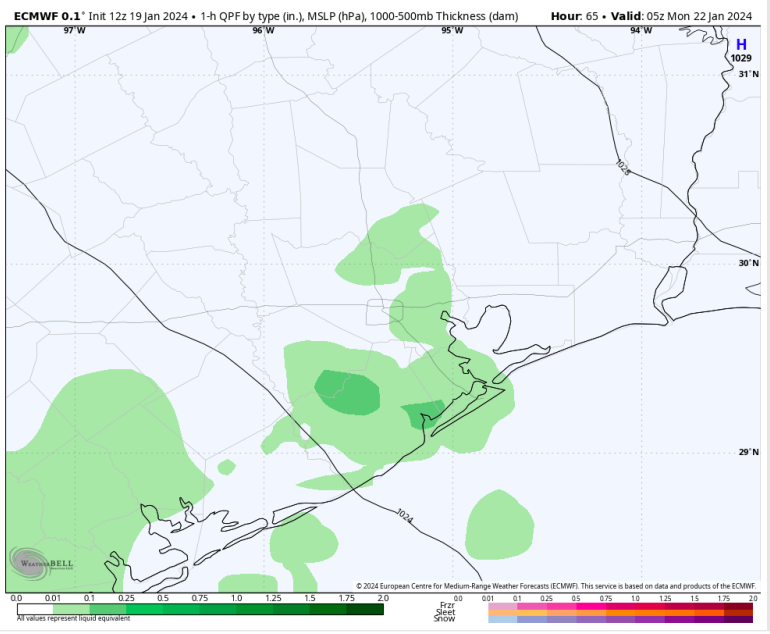 ECMWF 0.1° Init 12z 19 Jan 2024 • 1-h QPF by type (in.), MSLP (hPa), 1000-500mb Thickness (dam)
Hour: 65 • Valid: 05z Mon 22 Jan 2024
97°W 96°W 95°W 94°W
H
1029
31°N
1028
30°N
29°N
1024
WEATHERBELL
© 2024 European Centre for Medium-Range Weather Forecasts (ECMWF). This service is based on data and products of the ECMWF.
0.0 0.01 0.1 0.25 0.5 0.75 1.0 1.25 1.5 1.75 2.0
All values represent liquid equivalent
0.0 0.01 0.1 0.25 0.5 0.75 1.0 1.25 1.5 1.75 2.0
Frzr
Sleet
Snow